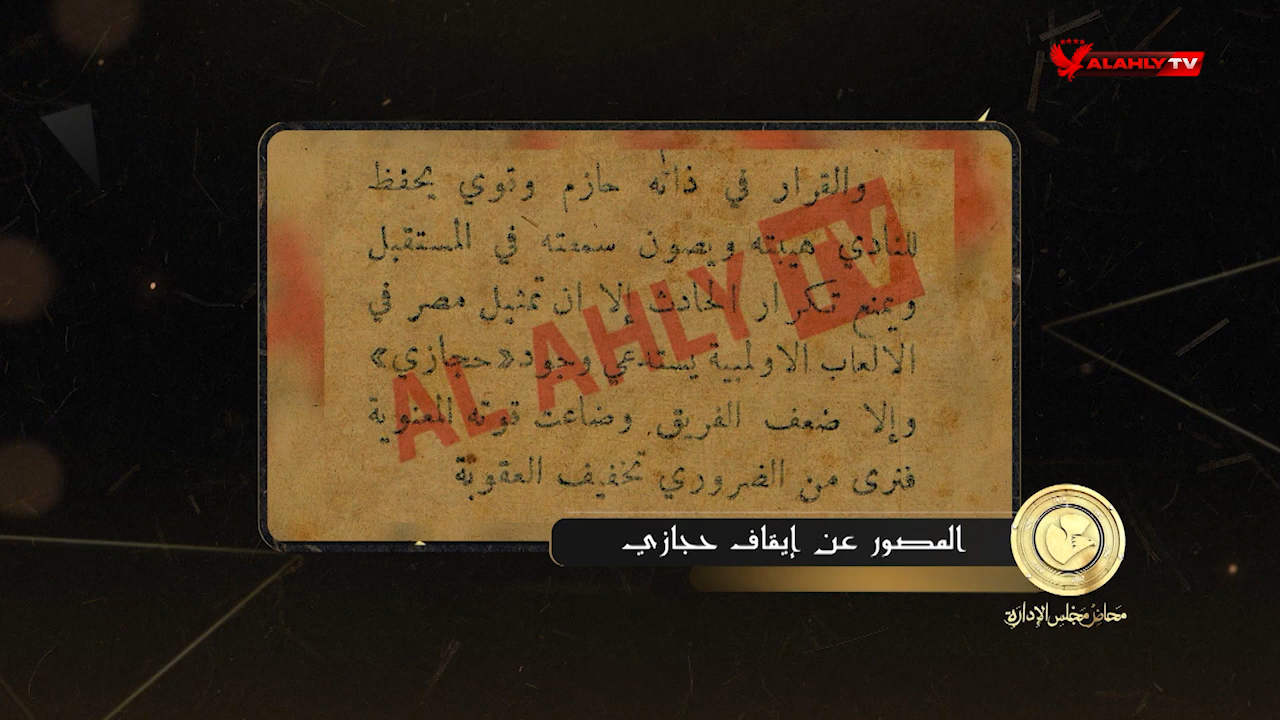 ALAHLY TV
والقرار في ذاته حازم وقوي يحفظ
للنادي هيبته ويصون سمعته في المستقبل
ويمنع تكرار الحادث إلا ان تمثيل مصر في
الالعاب الاولمبية يستدعي وجود «حجازي»
وإلا ضعف الفريق وضاعت قوته المعنوية
فنرى من الضروري تخفيف العقوبة
AL AHLY TV
المصور عن إيقاف حجازي
محاضر مجلس الإدارة